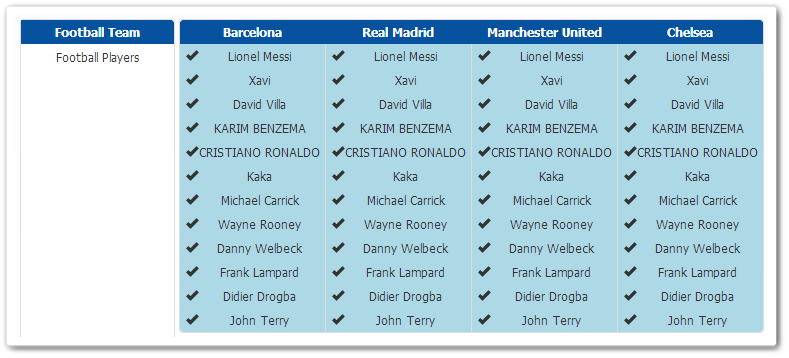 Football Team Barcelona Real Madrid Manchester United Chelsea
Football Players Lionel Messi Lionel Messi Lionel Messi Lionel Messi
Xavi Xavi Xavi Xavi
David Villa David Villa David Villa David Villa
KARIM BENZEMA KARIM BENZEMA KARIM BENZEMA KARIM BENZEMA
CRISTIANO RONALDO CRISTIANO RONALDO CRISTIANO RONALDO CRISTIANO RONALDO
Kaka Kaka Kaka Kaka
Michael Carrick Michael Carrick Michael Carrick Michael Carrick
Wayne Rooney Wayne Rooney Wayne Rooney Wayne Rooney
Danny Welbeck Danny Welbeck Danny Welbeck Danny Welbeck
Frank Lampard Frank Lampard Frank Lampard Frank Lampard
Didier Drogba Didier Drogba Didier Drogba Didier Drogba
John Terry John Terry John Terry John Terry